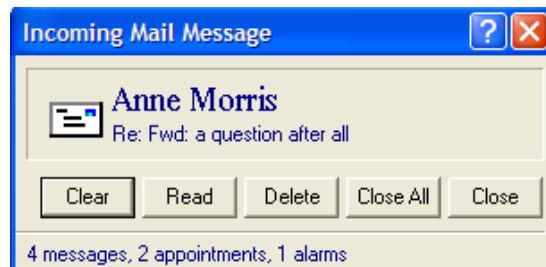 Incoming Mail Message
Anne Morris
Re: Fwd: a question after all
Clear Read Delete Close All Close
4 messages, 2 appointments, 1 alarms